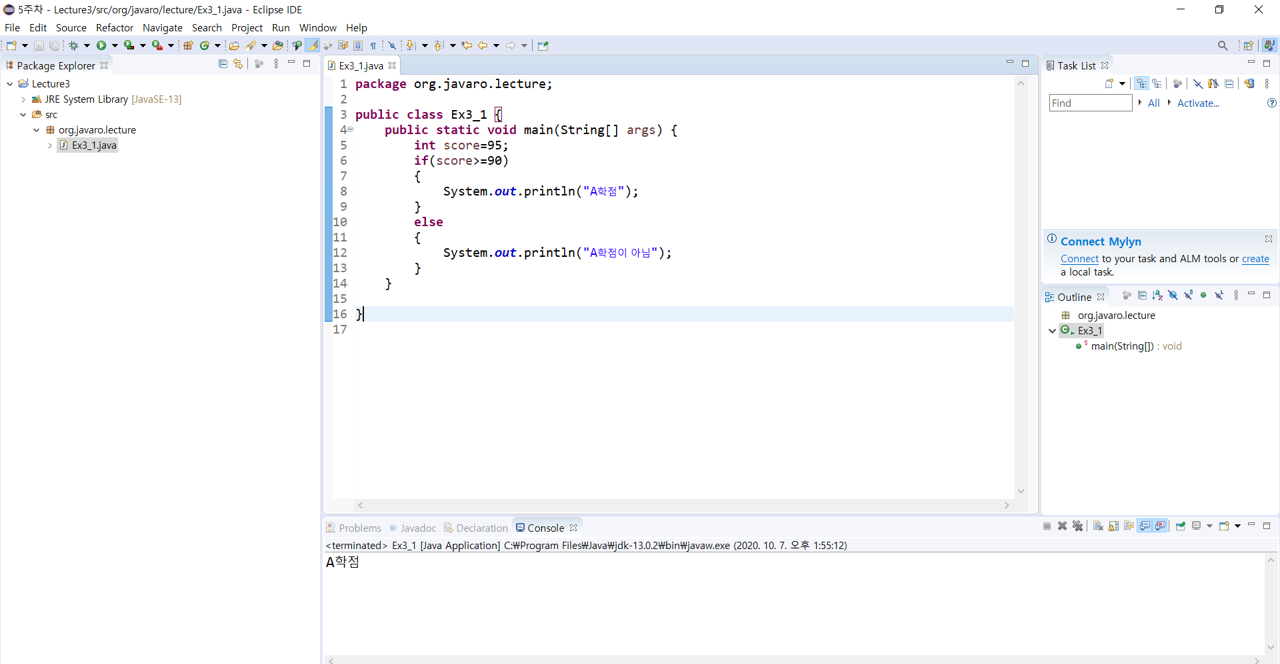 5주차 - Lecture3/src/org/javaro/lecture/Ex3_1.java - Eclipse IDE
File Edit Source Refactor Navigate Search Project Run Window Help
Package Explorer
Lecture3
JRE System Library [JavaSE-13]
src
org.javaro.lecture
Ex3_1.java
Ex3_1.java
1 package org.javaro.lecture;
2
3 public class Ex3_1 {
4 public static void main(String[] args) {
5 int score=95;
6 if(score>=90)
7 {
8 System.out.println("A학점");
9 }
10 else
11 {
12 System.out.println("A학점이 아님");
13 }
14 }
15
16 }
17
Task List
Find All Activate...
Connect Mylyn
Connect to your task and ALM tools or create
a local task.
Outline
org.javaro.lecture
Ex3_1
main(String[]) : void
Problems Javadoc Declaration Console
<terminated> Ex3_1 [Java Application] C:₩Program Files₩Java₩jdk-13.0.2₩bin₩javaw.exe (2020. 10. 7. 오후 1:55:12)
A학점